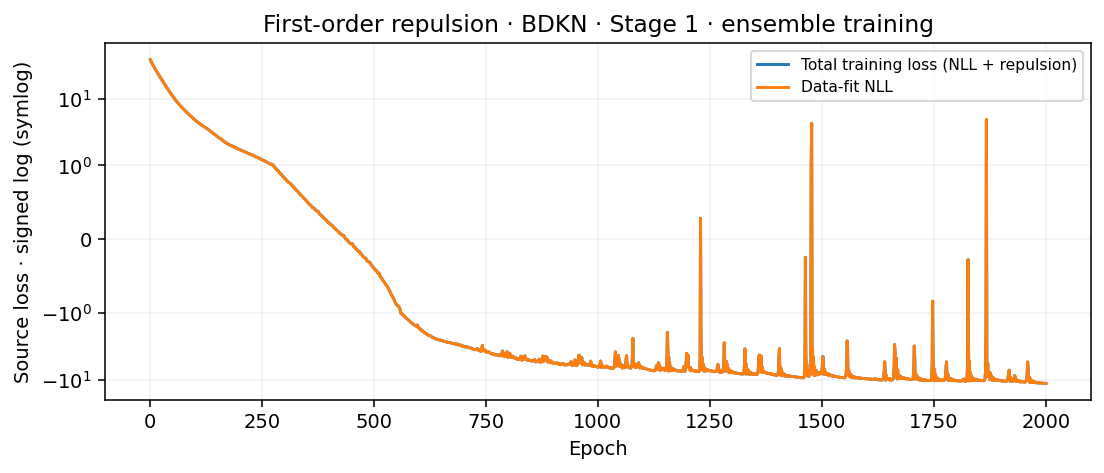 First-order repulsion · BDKN · Stage 1 · ensemble training
Total training loss (NLL + repulsion)
Data-fit NLL
Source loss · signed log (symlog)
10¹
10⁰
0
−10⁰
−10¹
0 250 500 750 1000 1250 1500 1750 2000
Epoch